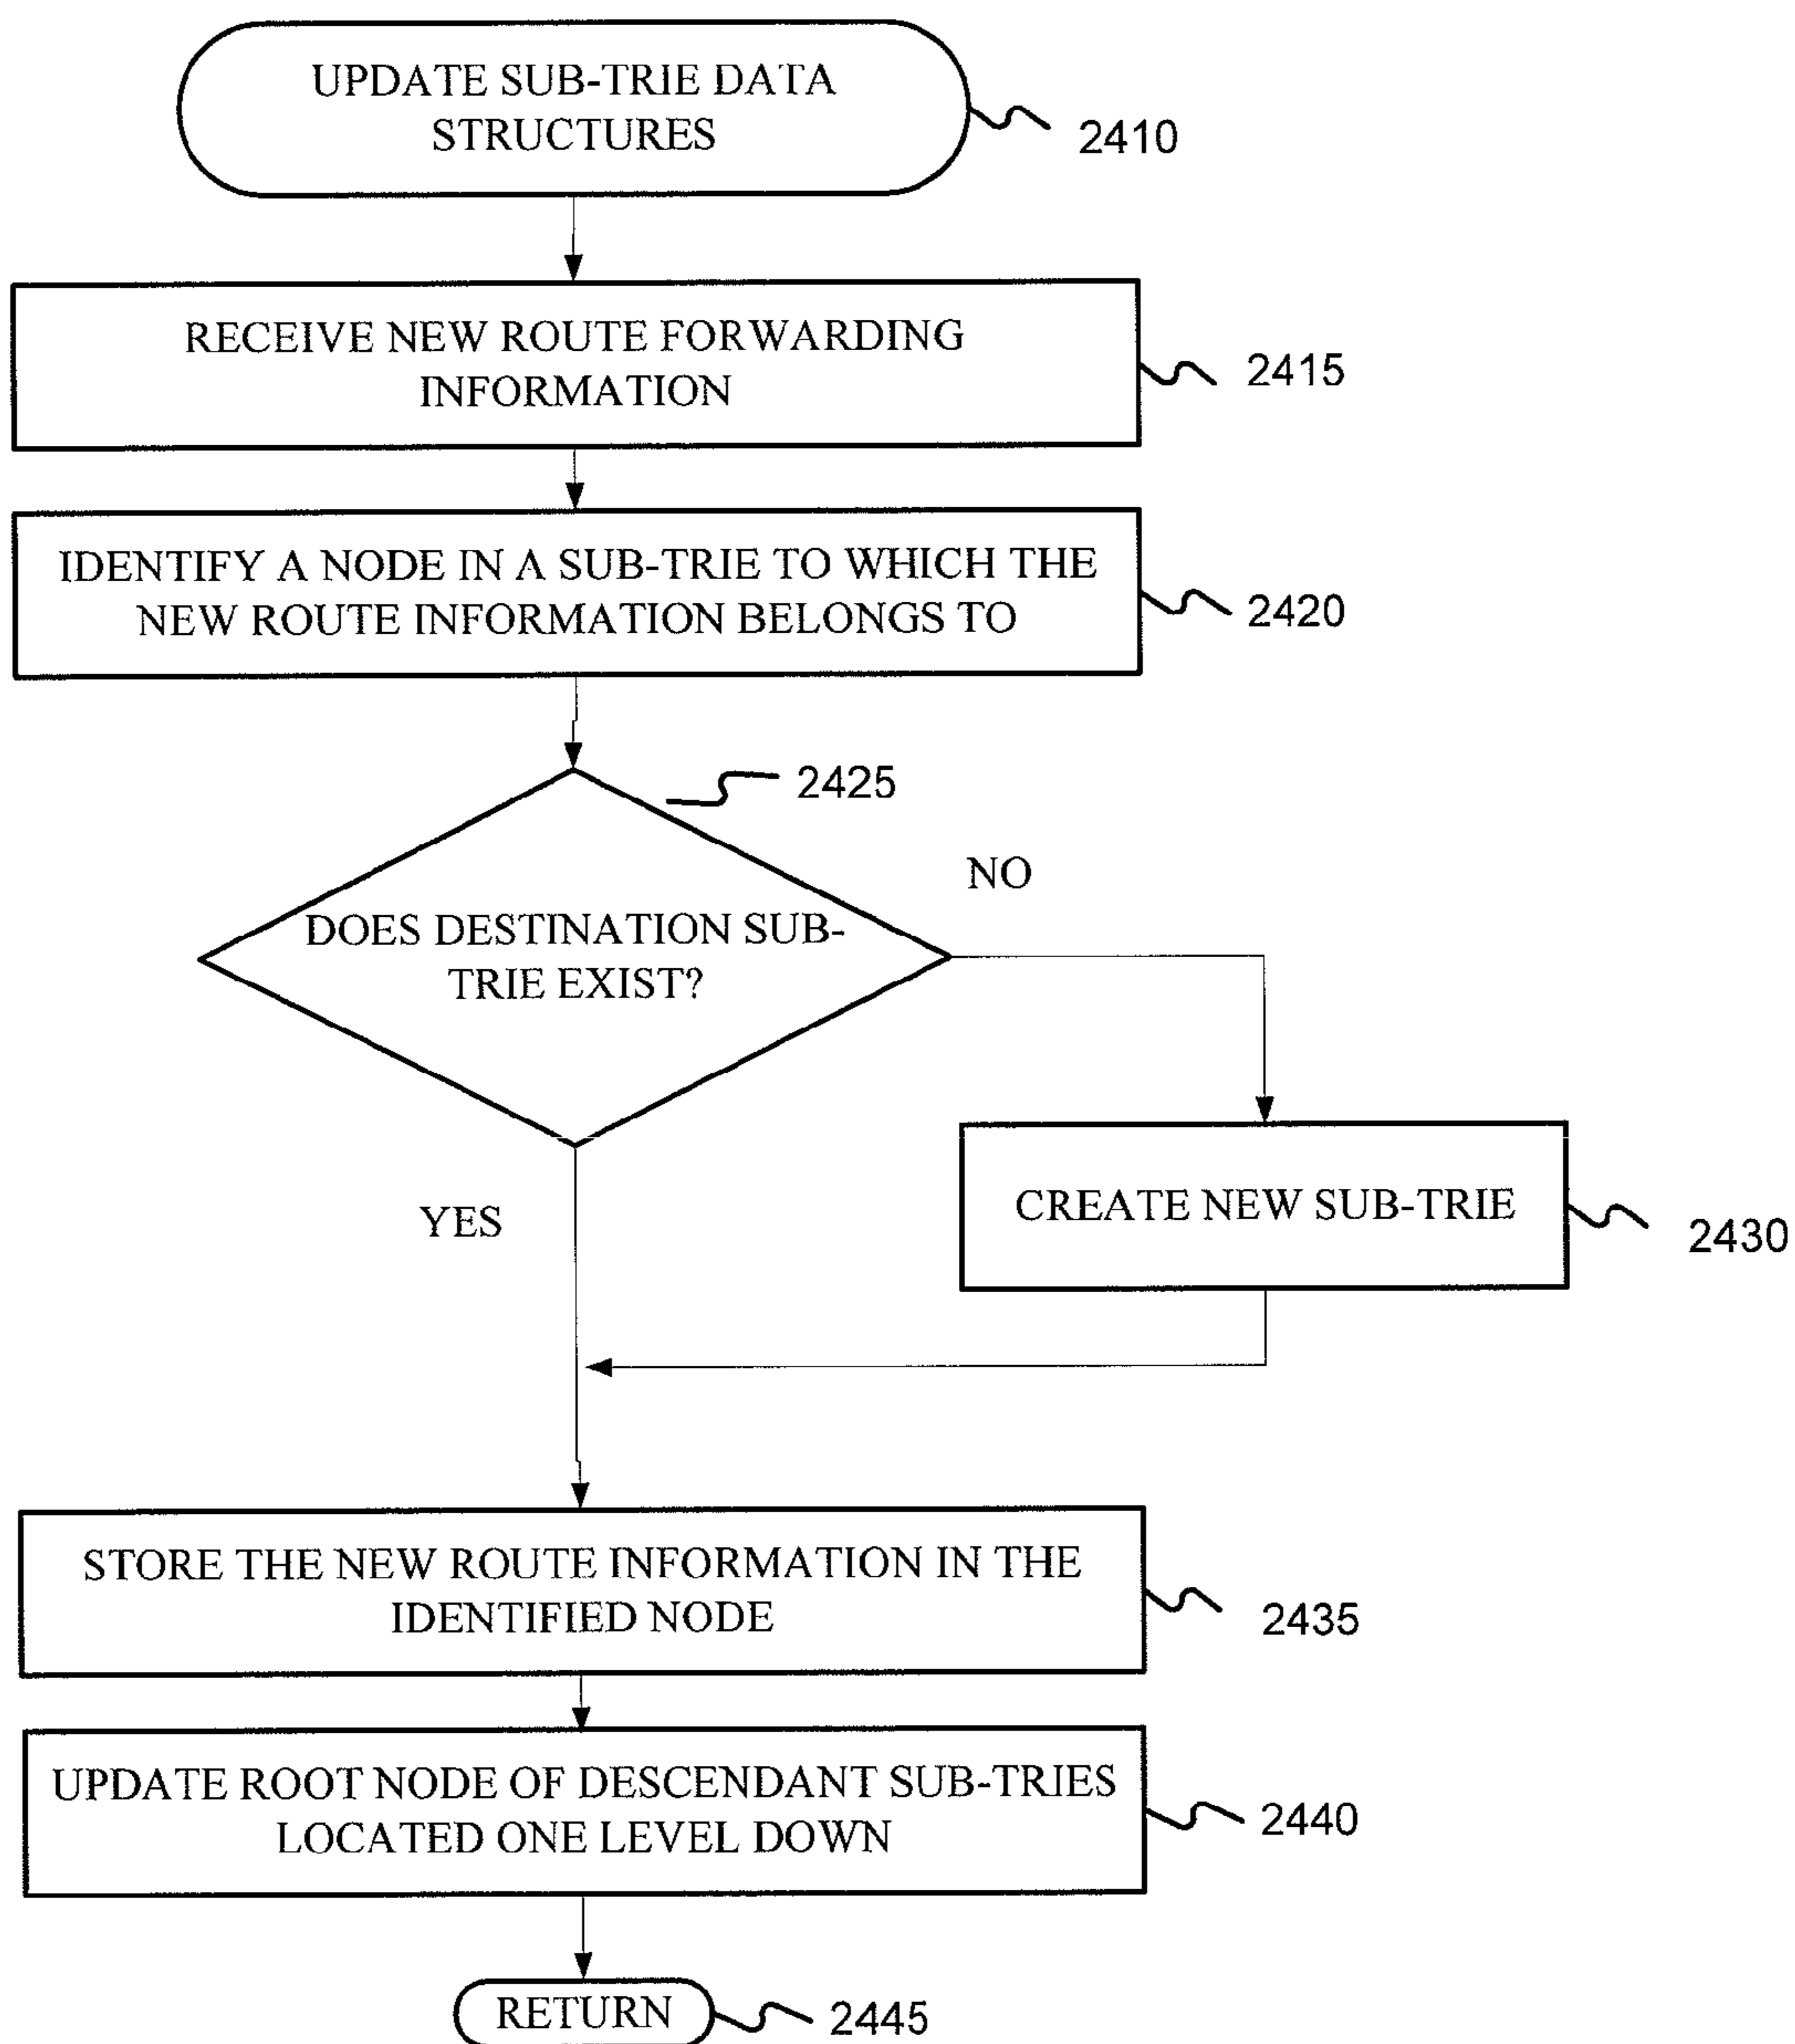 UPDATE SUB-TRIE DATA
STRUCTURES
2410
RECEIVE NEW ROUTE FORWARDING
INFORMATION
2415
IDENTIFY A NODE IN A SUB-TRIE TO WHICH THE
NEW ROUTE INFORMATION BELONGS TO
2420
2425
NO
DOES DESTINATION SUB-
TRIE EXIST?
YES
CREATE NEW SUB-TRIE
2430
STORE THE NEW ROUTE INFORMATION IN THE
IDENTIFIED NODE
2435
UPDATE ROOT NODE OF DESCENDANT SUB-TRIES
LOCATED ONE LEVEL DOWN
2440
RETURN
2445